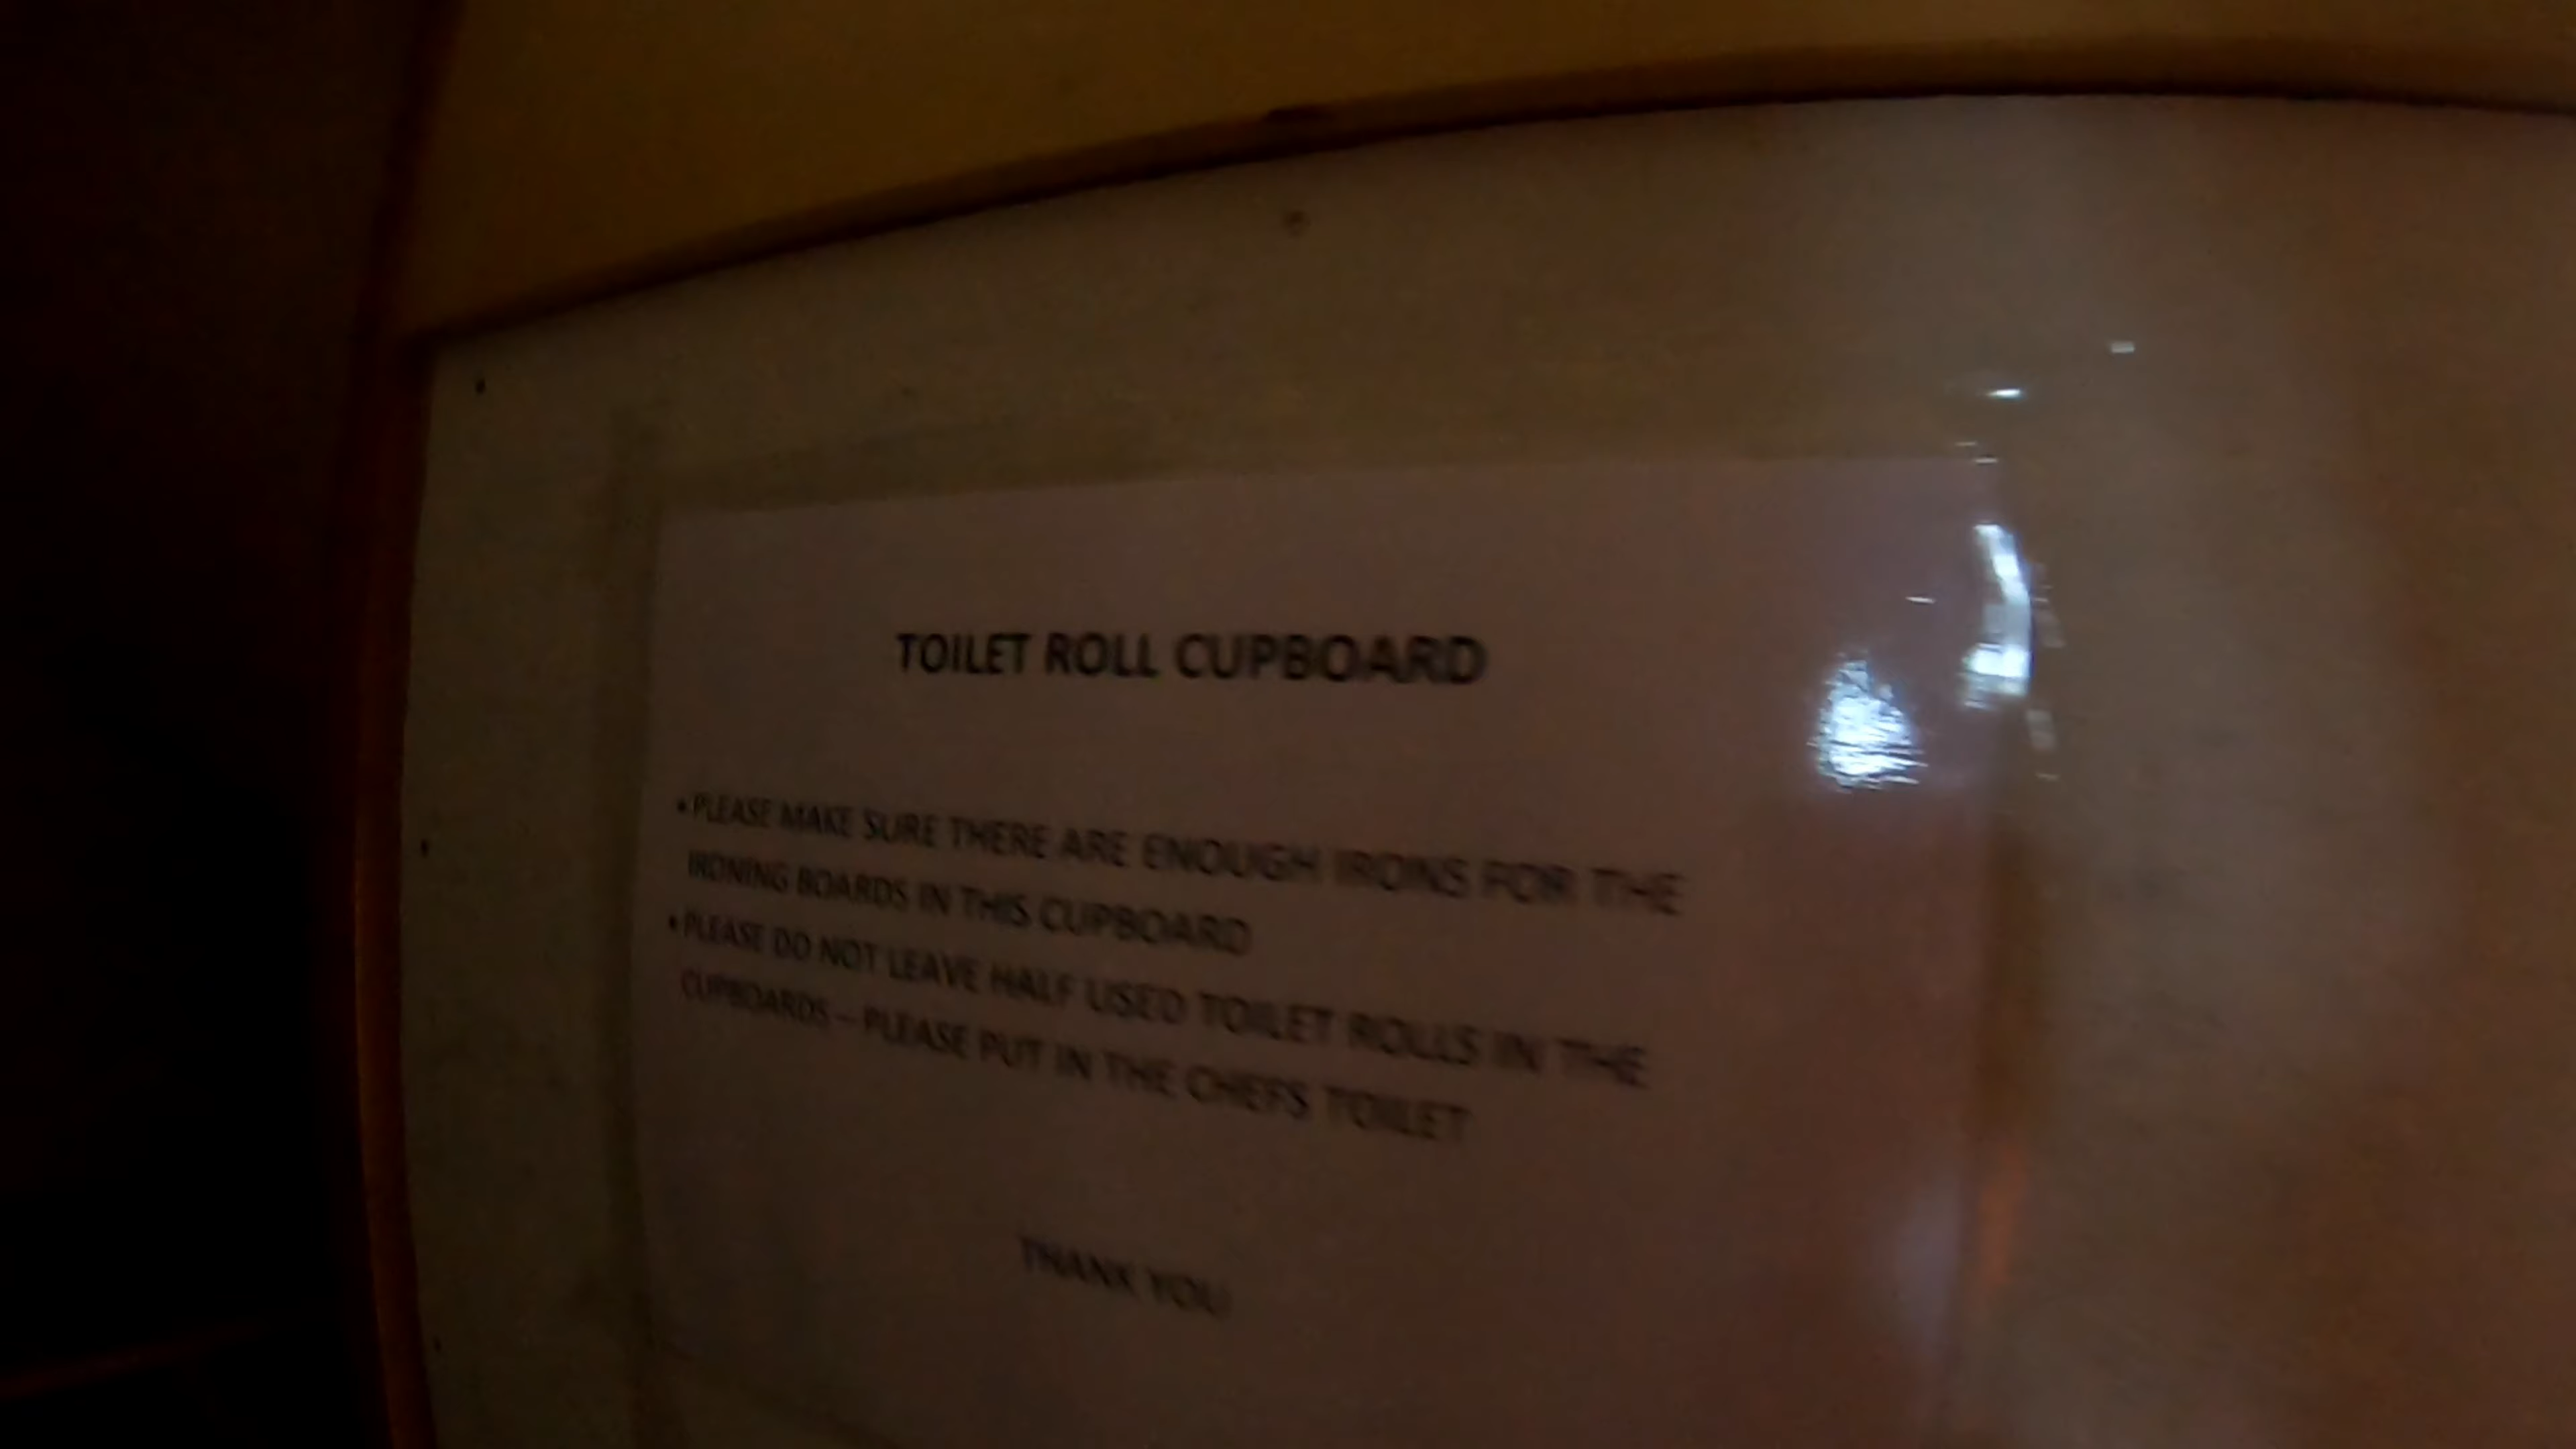 TOILET ROLL CUPBOARD
• PLEASE MAKE SURE THERE ARE ENOUGH IRONS FOR THE
IRONING BOARDS IN THIS CUPBOARD
• PLEASE DO NOT LEAVE HALF USED TOILET ROLLS IN THE
CUPBOARDS – PLEASE PUT IN THE CHEFS TOILET
THANK YOU